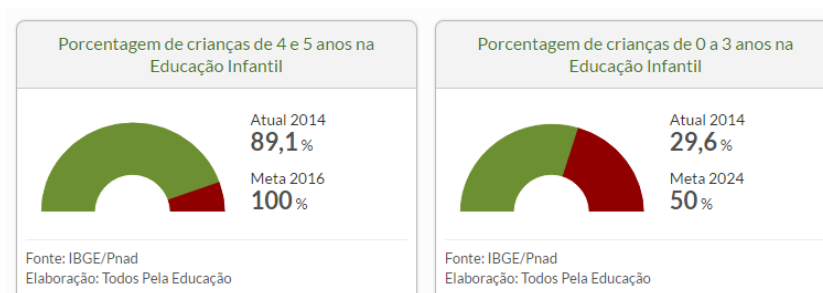 Porcentagem de crianças de 4 e 5 anos na
Educação Infantil
Atual 2014
89,1 %
Meta 2016
100 %
Fonte: IBGE/Pnad
Elaboração: Todos Pela Educação
Porcentagem de crianças de 0 a 3 anos na
Educação Infantil
Atual 2014
29,6 %
Meta 2024
50 %
Fonte: IBGE/Pnad
Elaboração: Todos Pela Educação